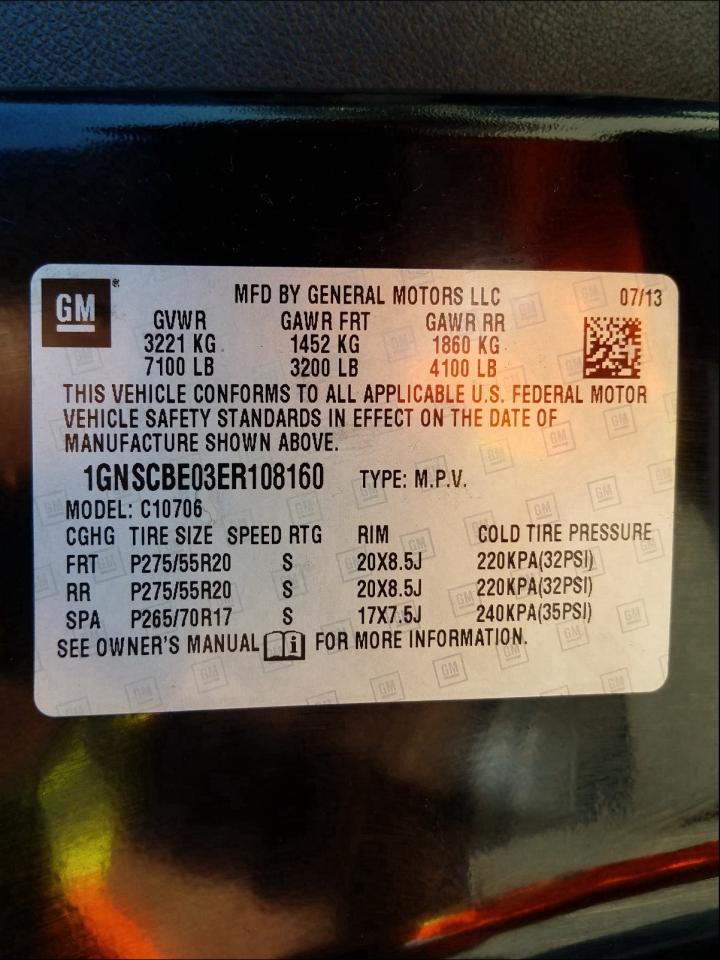 GM
MFD BY GENERAL MOTORS LLC 07/13
GVWR GAWR FRT GAWR RR
3221 KG 1452 KG 1860 KG
7100 LB 3200 LB 4100 LB
THIS VEHICLE CONFORMS TO ALL APPLICABLE U.S. FEDERAL MOTOR
VEHICLE SAFETY STANDARDS IN EFFECT ON THE DATE OF
MANUFACTURE SHOWN ABOVE.
1GNSCBE03ER108160 TYPE: M.P.V.
MODEL: C10706
CGHG TIRE SIZE SPEED RTG RIM COLD TIRE PRESSURE
FRT P275/55R20 S 20X8.5J 220KPA(32PSI)
RR P275/55R20 S 20X8.5J 220KPA(32PSI)
SPA P265/70R17 S 17X7.5J 240KPA(35PSI)
SEE OWNER'S MANUAL FOR MORE INFORMATION.